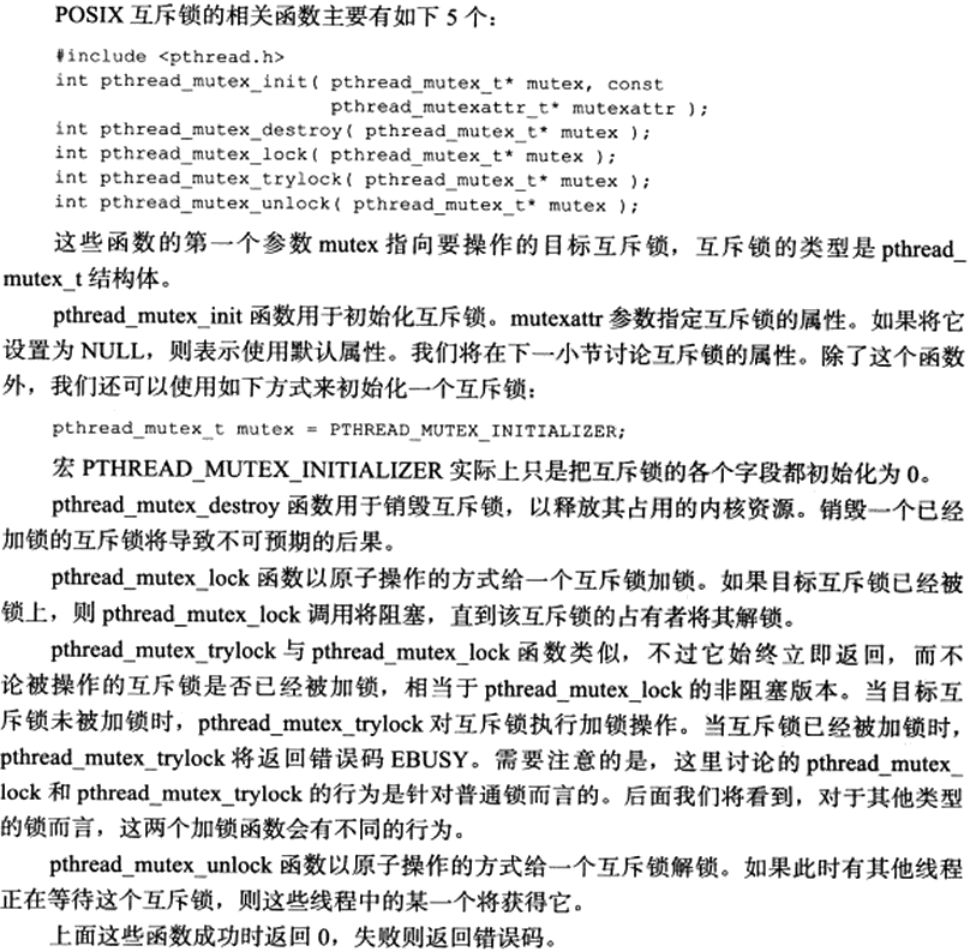 POSIX 互斥锁的相关函数主要有如下 5 个：
#include <pthread.h>
int pthread_mutex_init( pthread_mutex_t* mutex, const
pthread_mutexattr_t* mutexattr );
int pthread_mutex_destroy( pthread_mutex_t* mutex );
int pthread_mutex_lock( pthread_mutex_t* mutex );
int pthread_mutex_trylock( pthread_mutex_t* mutex );
int pthread_mutex_unlock( pthread_mutex_t* mutex );
这些函数的第一个参数 mutex 指向要操作的目标互斥锁，互斥锁的类型是 pthread_
mutex_t 结构体。
pthread_mutex_init 函数用于初始化互斥锁。mutexattr 参数指定互斥锁的属性。如果将它
设置为 NULL，则表示使用默认属性。我们将在下一小节讨论互斥锁的属性。除了这个函数
外，我们还可以使用如下方式来初始化一个互斥锁：
pthread_mutex_t mutex = PTHREAD_MUTEX_INITIALIZER;
宏 PTHREAD_MUTEX_INITIALIZER 实际上只是把互斥锁的各个字段都初始化为 0。
pthread_mutex_destroy 函数用于销毁互斥锁，以释放其占用的内核资源。销毁一个已经
加锁的互斥锁将导致不可预期的后果。
pthread_mutex_lock 函数以原子操作的方式给一个互斥锁加锁。如果目标互斥锁已经被
锁上，则 pthread_mutex_lock 调用将阻塞，直到该互斥锁的占有者将其解锁。
pthread_mutex_trylock 与 pthread_mutex_lock 函数类似，不过它始终立即返回，而不
论被操作的互斥锁是否已经被加锁，相当于 pthread_mutex_lock 的非阻塞版本。当目标互
斥锁未被加锁时，pthread_mutex_trylock 对互斥锁执行加锁操作。当互斥锁已经被加锁时，
pthread_mutex_trylock 将返回错误码 EBUSY。需要注意的是，这里讨论的 pthread_mutex_
lock 和 pthread_mutex_trylock 的行为是针对普通锁而言的。后面我们将看到，对于其他类型
的锁而言，这两个加锁函数会有不同的行为。
pthread_mutex_unlock 函数以原子操作的方式给一个互斥锁解锁。如果此时有其他线程
正在等待这个互斥锁，则这些线程中的某一个将获得它。
上面这些函数成功时返回 0，失败则返回错误码。